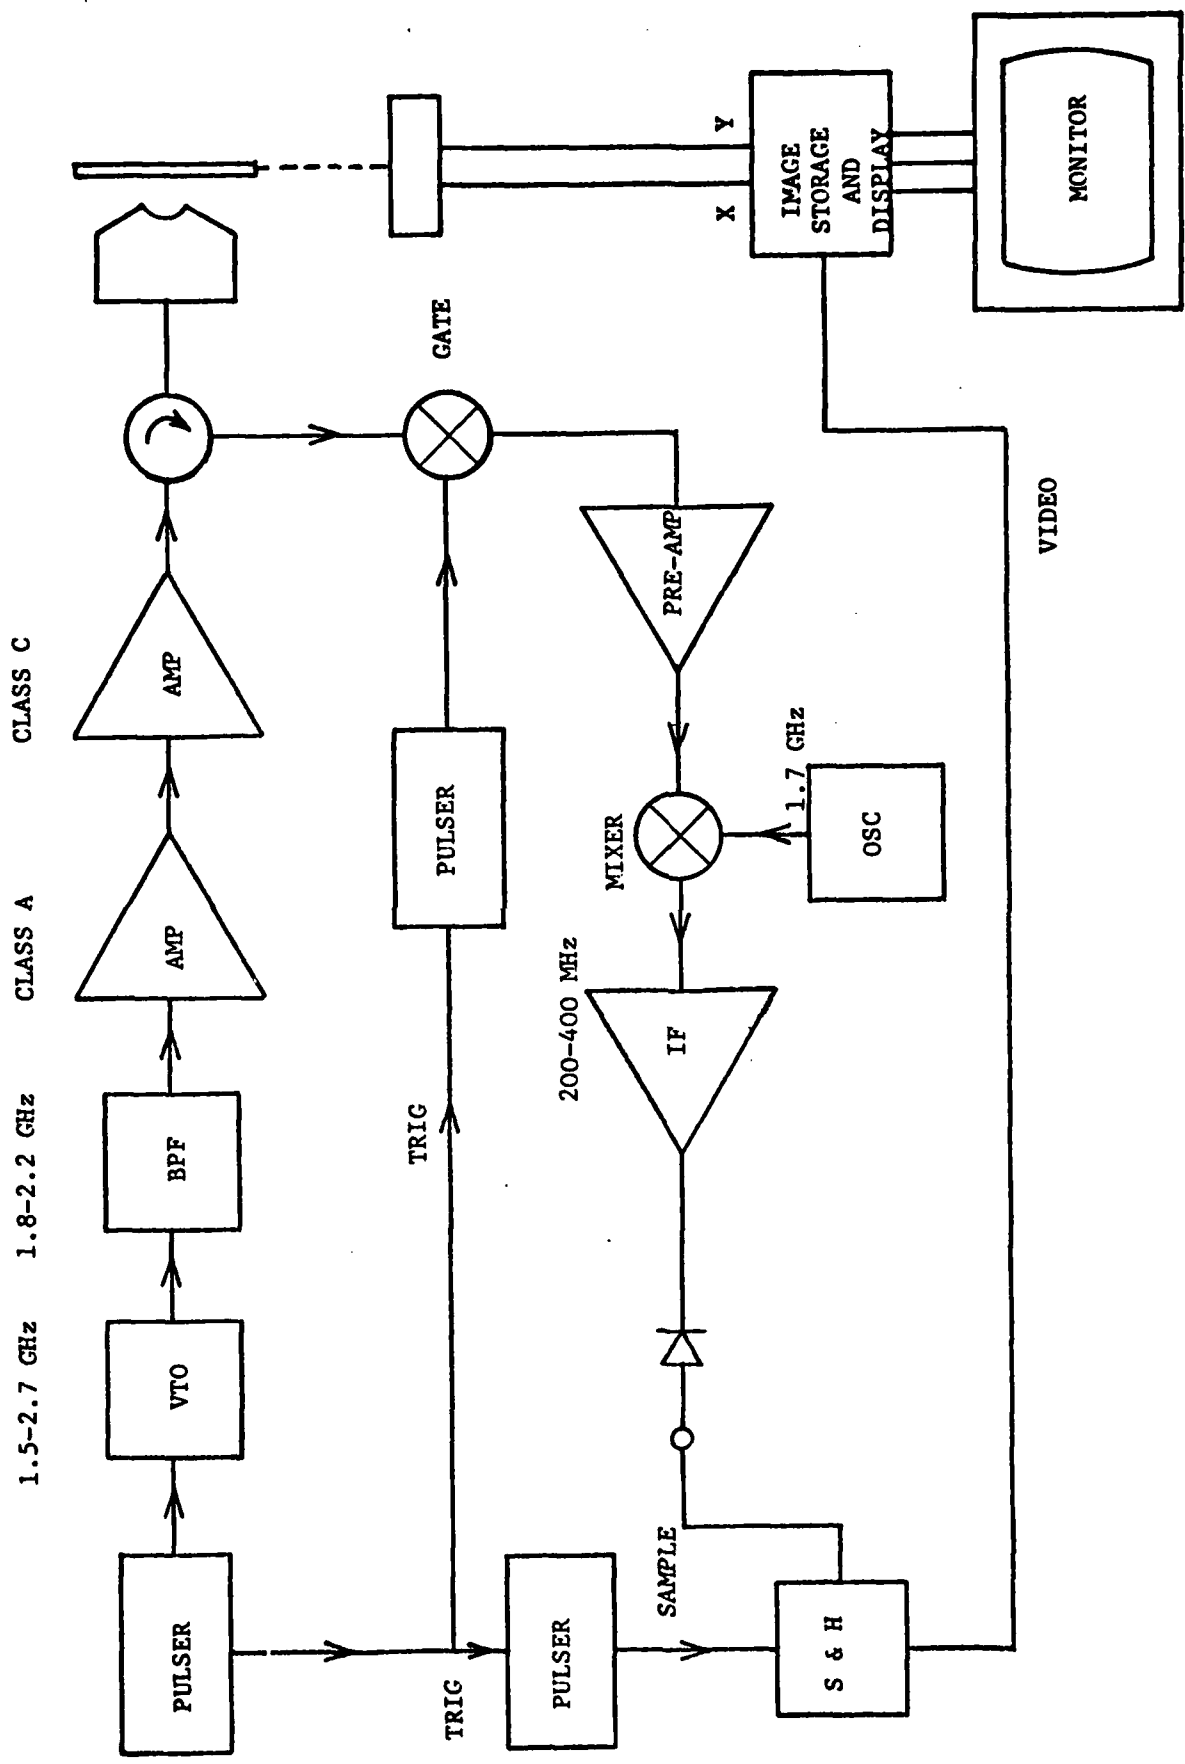 1.5-2.7 GHz
1.8-2.2 GHz
CLASS A
CLASS C
PULSER
VTO
BPF
AMP
AMP
TRIG
PULSER
GATE
TRIG
PULSER
SAMPLE
200-400 MHz
IF
MIXER
PRE-AMP
1.7 GHz
OSC
S & H
X
Y
IMAGE
STORAGE
AND
DISPLAY
VIDEO
MONITOR